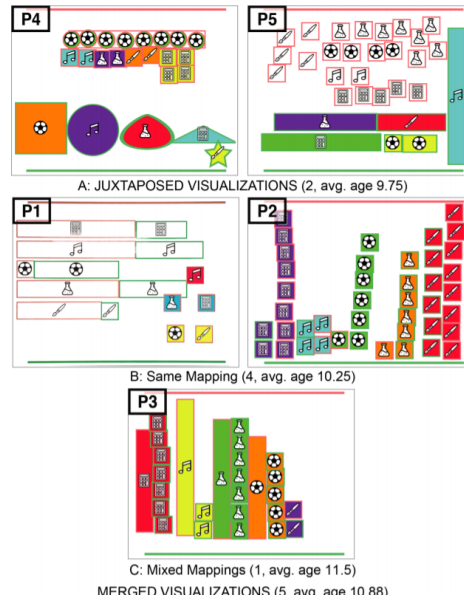 P4 P5
A: JUXTAPOSED VISUALIZATIONS (2, avg. age 9.75)
P1 P2
B: Same Mapping (4, avg. age 10.25)
P3
C: Mixed Mappings (1, avg. age 11.5)
MERGED VISUALIZATIONS (5, avg. age 10.88)